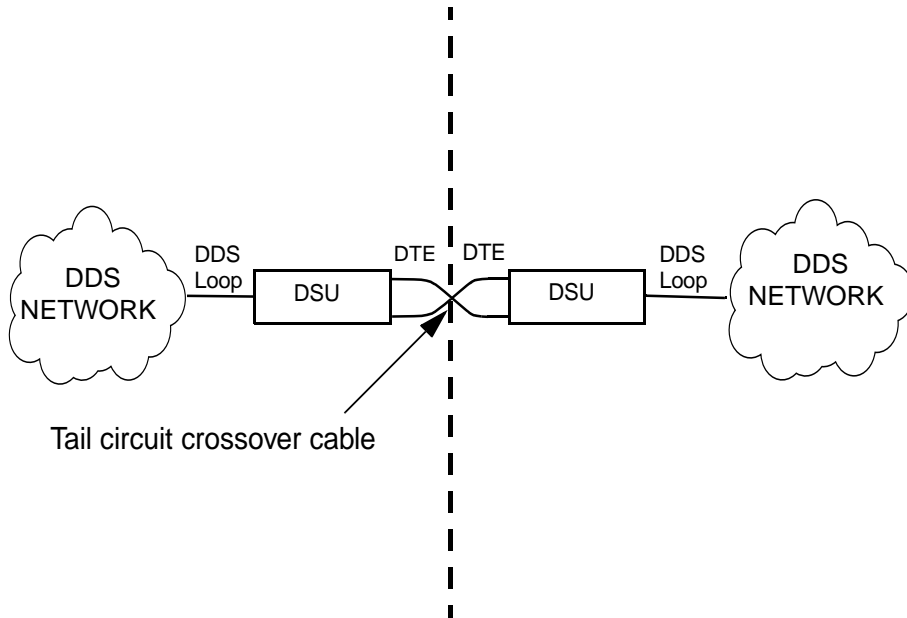 DDS
NETWORK
DDS
Loop
DSU
DTE
DTE
DSU
DDS
Loop
DDS
NETWORK
Tail circuit crossover cable